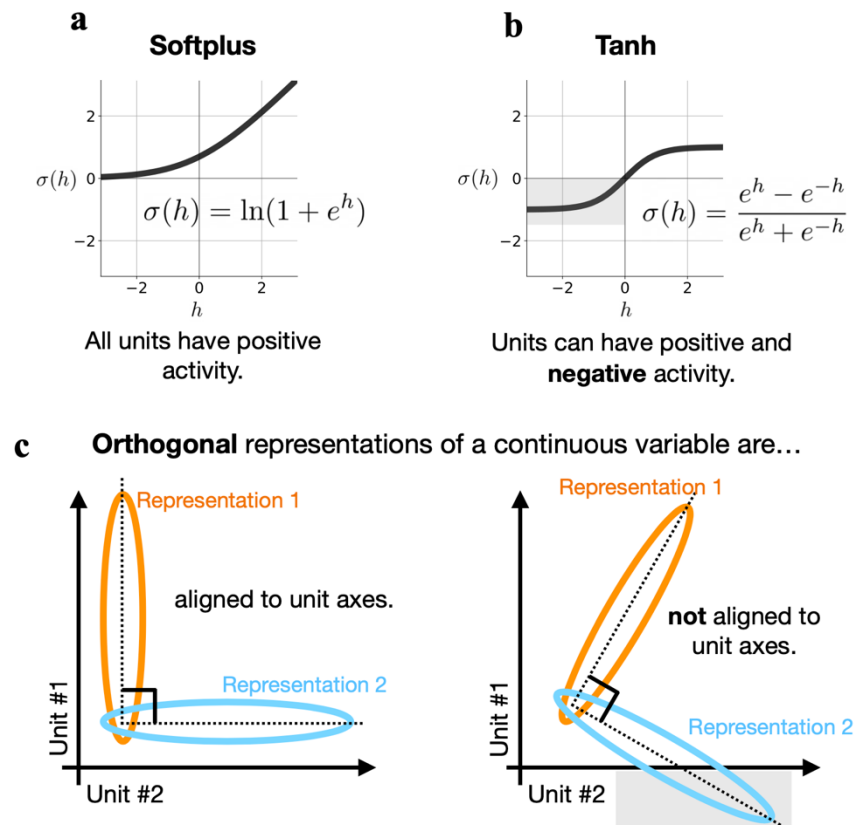 a
Softplus
2
σ(h) 0
−2
−2 0 2
h
σ(h) = ln(1 + e^h)
All units have positive
activity.
b
Tanh
2
σ(h) 0
−2
−2 0 2
h
σ(h) = (e^h − e^{−h}) / (e^h + e^{−h})
Units can have positive and
negative activity.
c Orthogonal representations of a continuous variable are…
Representation 1
aligned to unit axes.
Representation 2
Unit #1
Unit #2
Representation 1
not aligned to
unit axes.
Representation 2
Unit #1
Unit #2